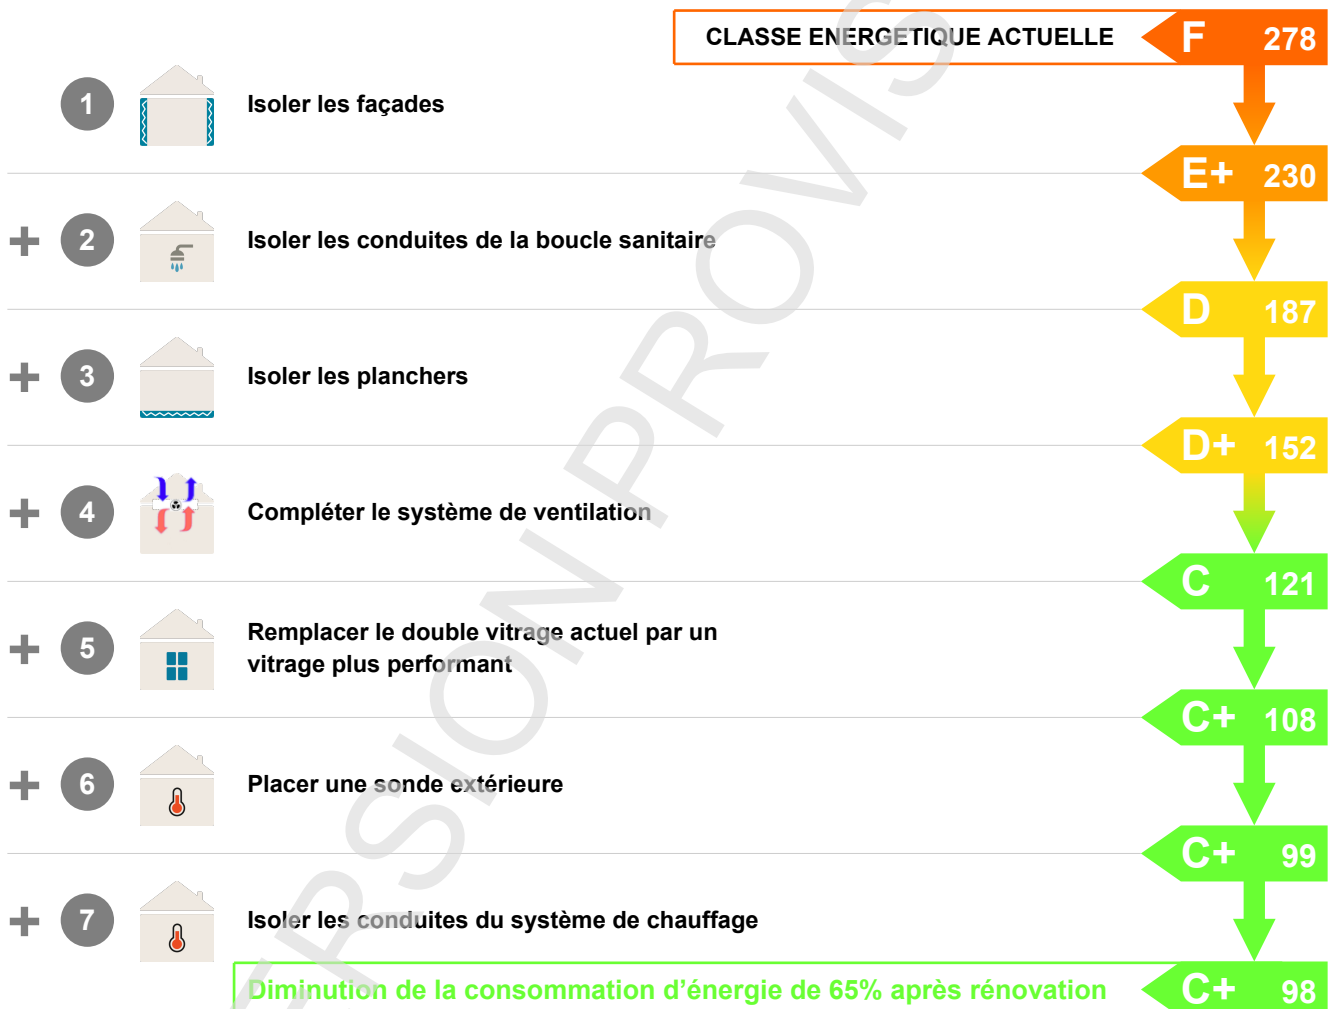 CLASSE ENERGETIQUE ACTUELLE F 278
1 Isoler les façades
E+ 230
+ 2 Isoler les conduites de la boucle sanitaire
D 187
+ 3 Isoler les planchers
D+ 152
+ 4 Compléter le système de ventilation
C 121
+ 5 Remplacer le double vitrage actuel par un
vitrage plus performant
C+ 108
+ 6 Placer une sonde extérieure
C+ 99
+ 7 Isoler les conduites du système de chauffage
Diminution de la consommation d’énergie de 65% après rénovation C+ 98
ERSION PROVIS